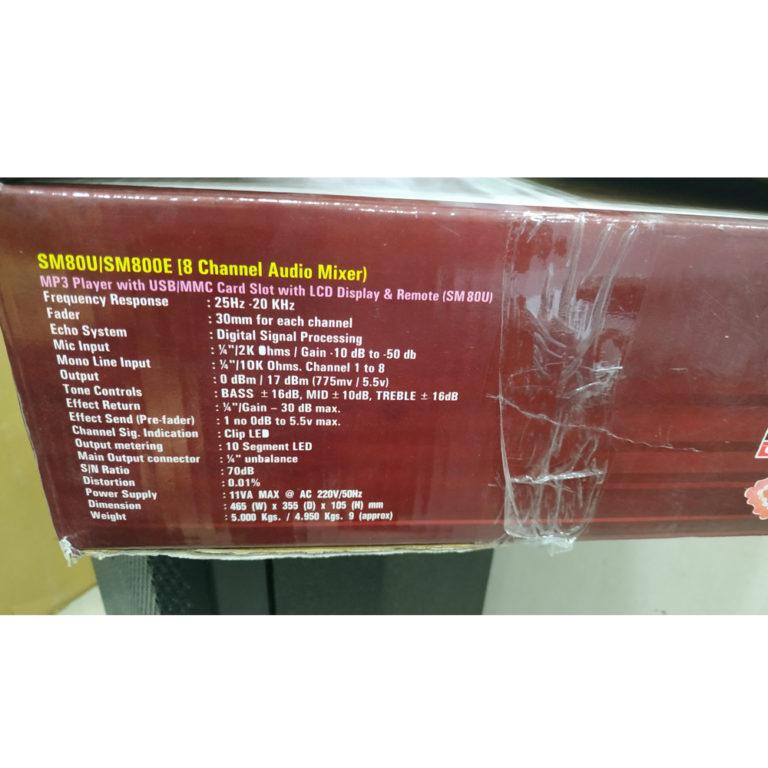 SM80U/SM800E [8 Channel Audio Mixer)
MP3 Player with USB/MMC Card Slot with LCD Display & Remote (SM 80U)
Frequency Response : 25Hz -20 KHz
Fader : 30mm for each channel
Echo System : Digital Signal Processing
Mic Input : ¼"/2K Ohms / Gain -10 dB to -50 db
Mono Line Input : ¼"/10K Ohms. Channel 1 to 8
Output : 0 dBm / 17 dBm (775mv / 5.5v)
Tone Controls : BASS ± 16dB, MID ± 10dB, TREBLE ± 16dB
Effect Return : ¼"/Gain – 30 dB max.
Effect Send (Pre-fader) : 1 no 0dB to 5.5v max.
Channel Sig. Indication : Clip LED
Output metering : 10 Segment LED
Main Output connector : ¼" unbalance
S/N Ratio : 70dB
Distortion : 0.01%
Power Supply : 11VA MAX @ AC 220V/50Hz
Dimension : 465 (W) x 355 (D) x 105 (H) mm
Weight : 5.000 Kgs. / 4.950 Kgs. 9 (approx)